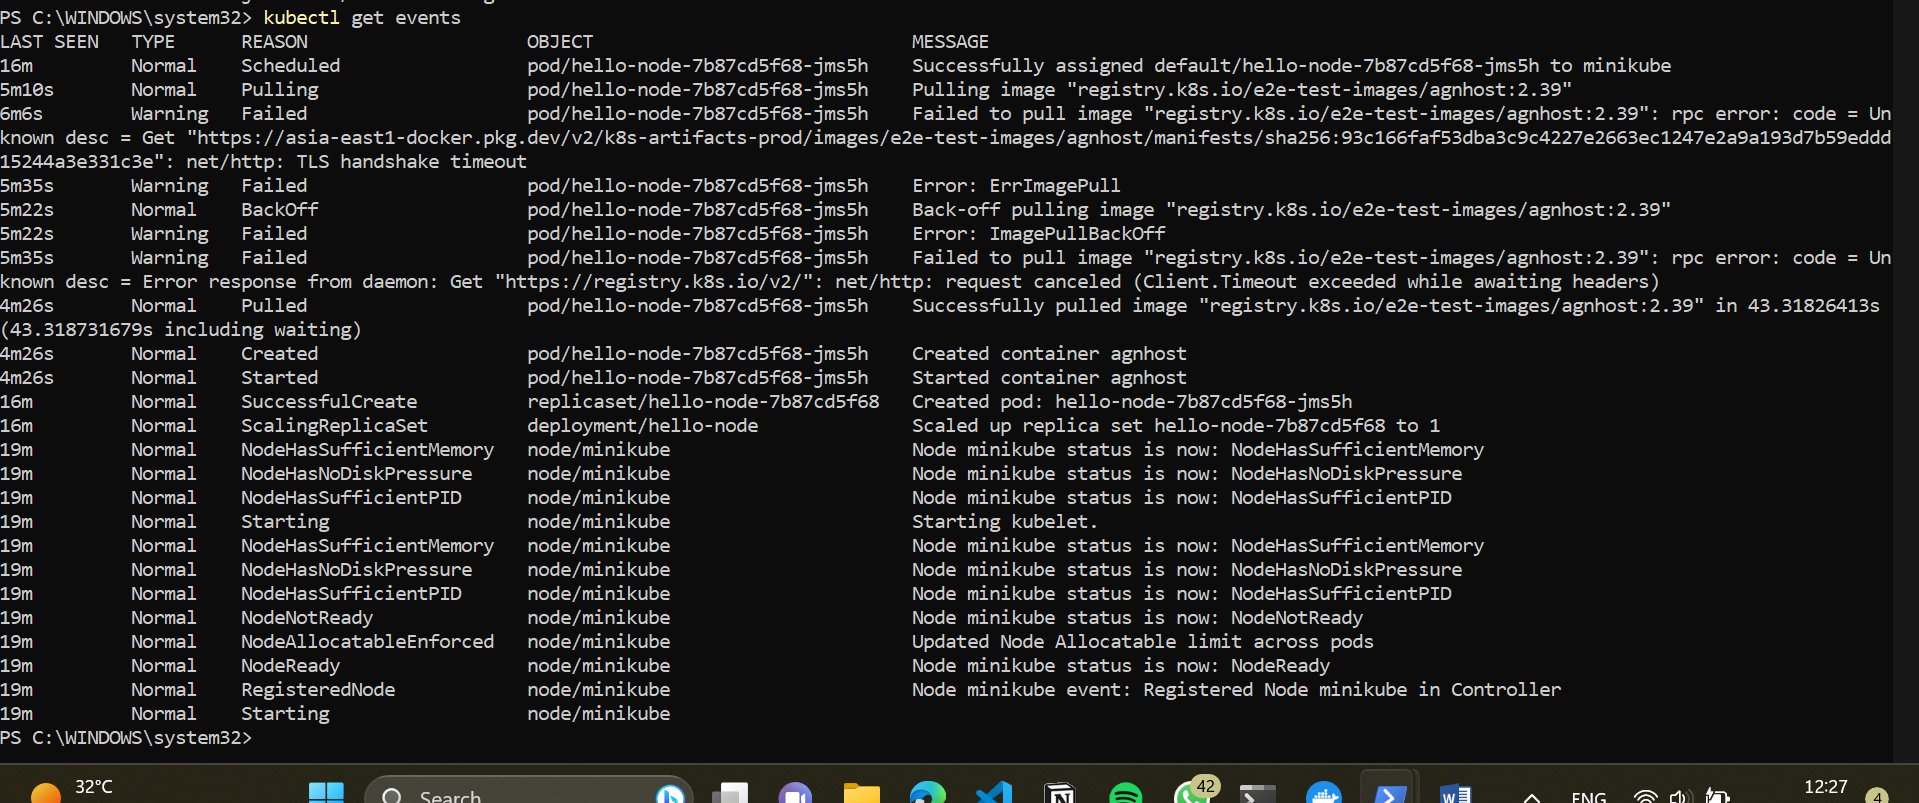 PS C:\WINDOWS\system32> kubectl get events
LAST SEEN   TYPE      REASON                    OBJECT                             MESSAGE
16m         Normal    Scheduled                 pod/hello-node-7b87cd5f68-jms5h    Successfully assigned default/hello-node-7b87cd5f68-jms5h to minikube
5m10s       Normal    Pulling                   pod/hello-node-7b87cd5f68-jms5h    Pulling image "registry.k8s.io/e2e-test-images/agnhost:2.39"
6m6s        Warning   Failed                    pod/hello-node-7b87cd5f68-jms5h    Failed to pull image "registry.k8s.io/e2e-test-images/agnhost:2.39": rpc error: code = Un
known desc = Get "https://asia-east1-docker.pkg.dev/v2/k8s-artifacts-prod/images/e2e-test-images/agnhost/manifests/sha256:93c166faf53dba3c9c4227e2663ec1247e2a9a193d7b59eddd
15244a3e331c3e": net/http: TLS handshake timeout
5m35s       Warning   Failed                    pod/hello-node-7b87cd5f68-jms5h    Error: ErrImagePull
5m22s       Normal    BackOff                   pod/hello-node-7b87cd5f68-jms5h    Back-off pulling image "registry.k8s.io/e2e-test-images/agnhost:2.39"
5m22s       Warning   Failed                    pod/hello-node-7b87cd5f68-jms5h    Error: ImagePullBackOff
5m35s       Warning   Failed                    pod/hello-node-7b87cd5f68-jms5h    Failed to pull image "registry.k8s.io/e2e-test-images/agnhost:2.39": rpc error: code = Un
known desc = Error response from daemon: Get "https://registry.k8s.io/v2/": net/http: request canceled (Client.Timeout exceeded while awaiting headers)
4m26s       Normal    Pulled                    pod/hello-node-7b87cd5f68-jms5h    Successfully pulled image "registry.k8s.io/e2e-test-images/agnhost:2.39" in 43.31826413s
(43.318731679s including waiting)
4m26s       Normal    Created                   pod/hello-node-7b87cd5f68-jms5h    Created container agnhost
4m26s       Normal    Started                   pod/hello-node-7b87cd5f68-jms5h    Started container agnhost
16m         Normal    SuccessfulCreate          replicaset/hello-node-7b87cd5f68   Created pod: hello-node-7b87cd5f68-jms5h
16m         Normal    ScalingReplicaSet         deployment/hello-node              Scaled up replica set hello-node-7b87cd5f68 to 1
19m         Normal    NodeHasSufficientMemory   node/minikube                      Node minikube status is now: NodeHasSufficientMemory
19m         Normal    NodeHasNoDiskPressure     node/minikube                      Node minikube status is now: NodeHasNoDiskPressure
19m         Normal    NodeHasSufficientPID      node/minikube                      Node minikube status is now: NodeHasSufficientPID
19m         Normal    Starting                  node/minikube                      Starting kubelet.
19m         Normal    NodeHasSufficientMemory   node/minikube                      Node minikube status is now: NodeHasSufficientMemory
19m         Normal    NodeHasNoDiskPressure     node/minikube                      Node minikube status is now: NodeHasNoDiskPressure
19m         Normal    NodeHasSufficientPID      node/minikube                      Node minikube status is now: NodeHasSufficientPID
19m         Normal    NodeNotReady              node/minikube                      Node minikube status is now: NodeNotReady
19m         Normal    NodeAllocatableEnforced   node/minikube                      Updated Node Allocatable limit across pods
19m         Normal    NodeReady                 node/minikube                      Node minikube status is now: NodeReady
19m         Normal    RegisteredNode            node/minikube                      Node minikube event: Registered Node minikube in Controller
19m         Normal    Starting                  node/minikube
PS C:\WINDOWS\system32>
32°C Search 42 ENG 12:27 4